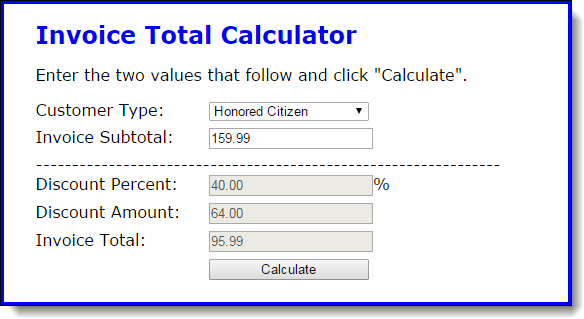 Invoice Total Calculator
Enter the two values that follow and click "Calculate".
Customer Type: Honored Citizen
Invoice Subtotal: 159.99
------------------------------------------------------------------
Discount Percent: 40.00 %
Discount Amount: 64.00
Invoice Total: 95.99
Calculate